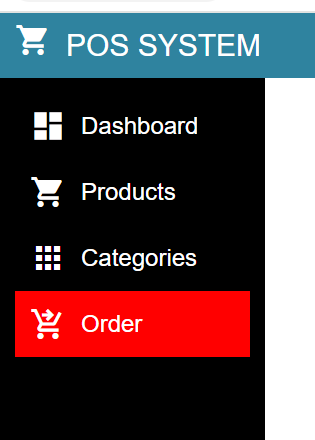 POS SYSTEM
Dashboard
Products
Categories
Order